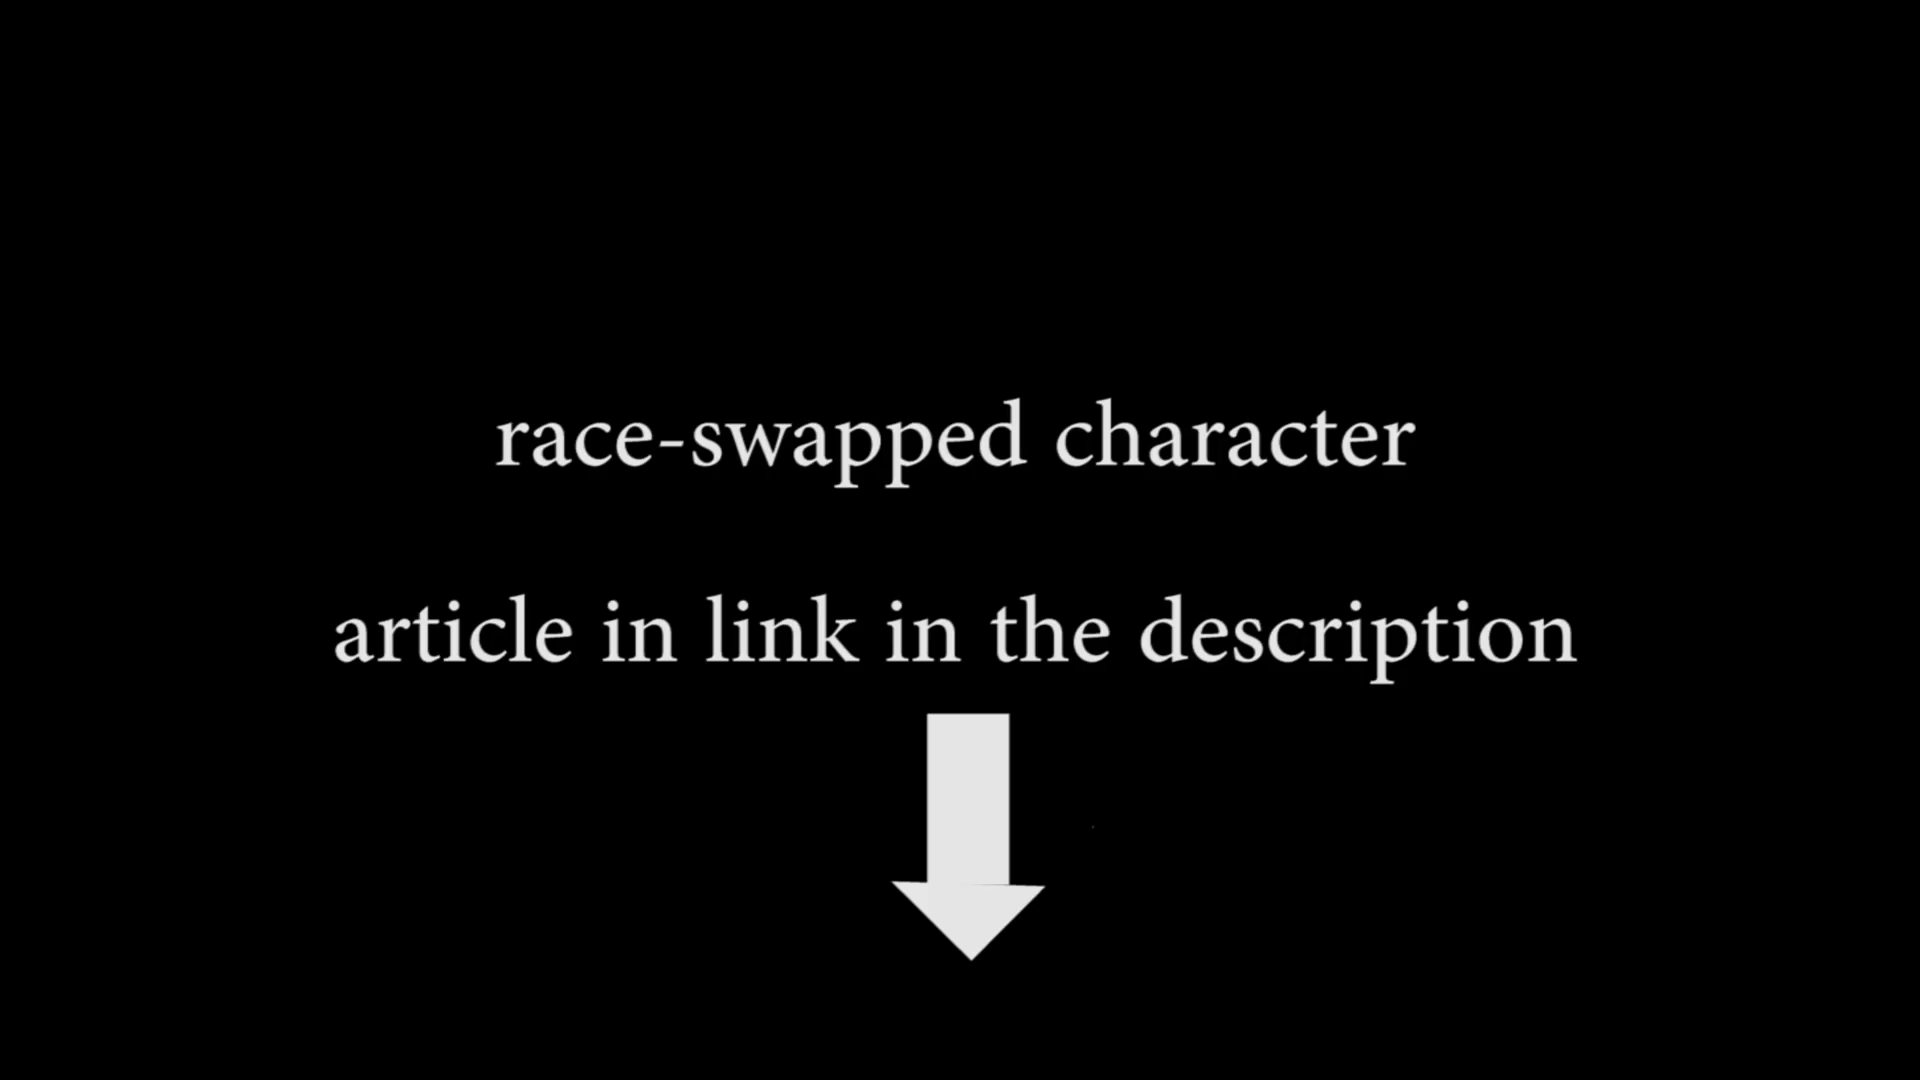 race-swapped character
article in link in the description